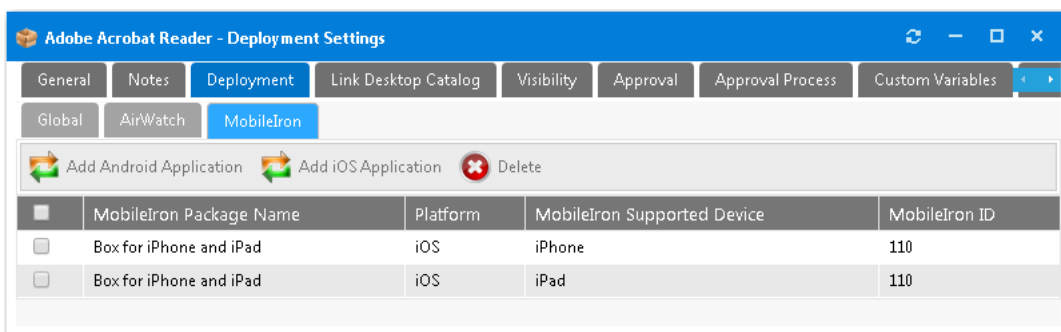 Adobe Acrobat Reader - Deployment Settings
General Notes Deployment Link Desktop Catalog Visibility Approval Approval Process Custom Variables
Global AirWatch MobileIron
Add Android Application Add iOS Application Delete
MobileIron Package Name Platform MobileIron Supported Device MobileIron ID
Box for iPhone and iPad iOS iPhone 110
Box for iPhone and iPad iOS iPad 110